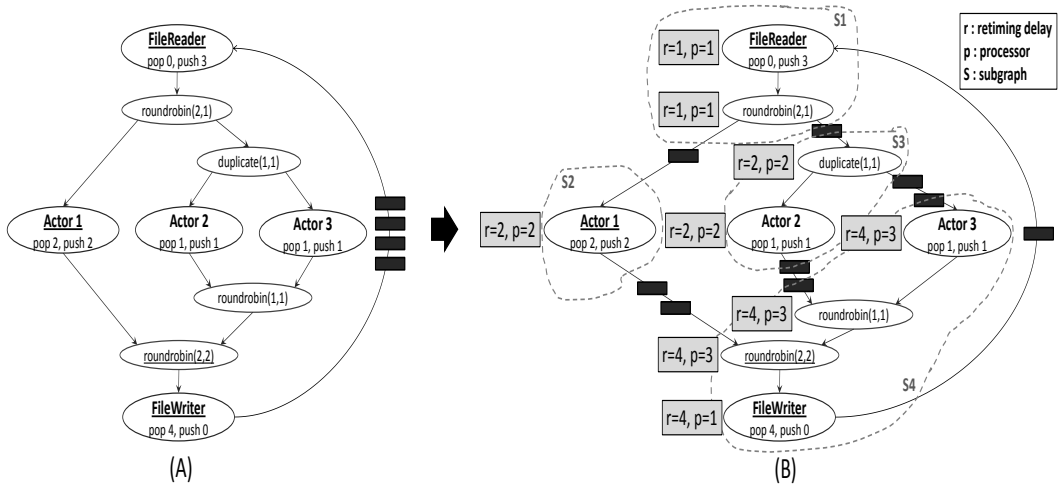 FileReader
pop 0, push 3
roundrobin(2,1)
duplicate(1,1)
Actor 1
pop 2, push 2
Actor 2
pop 1, push 1
Actor 3
pop 1, push 1
roundrobin(1,1)
roundrobin(2,2)
FileWriter
pop 4, push 0
(A)
S1
r=1, p=1
FileReader
pop 0, push 3
r=1, p=1
roundrobin(2,1)
S3
r=2, p=2
duplicate(1,1)
S2
r=2, p=2
Actor 1
pop 2, push 2
r=2, p=2
Actor 2
pop 1, push 1
r=4, p=3
Actor 3
pop 1, push 1
r=4, p=3
roundrobin(1,1)
r=4, p=3
roundrobin(2,2)
S4
r=4, p=1
FileWriter
pop 4, push 0
(B)
r : retiming delay
p : processor
S : subgraph